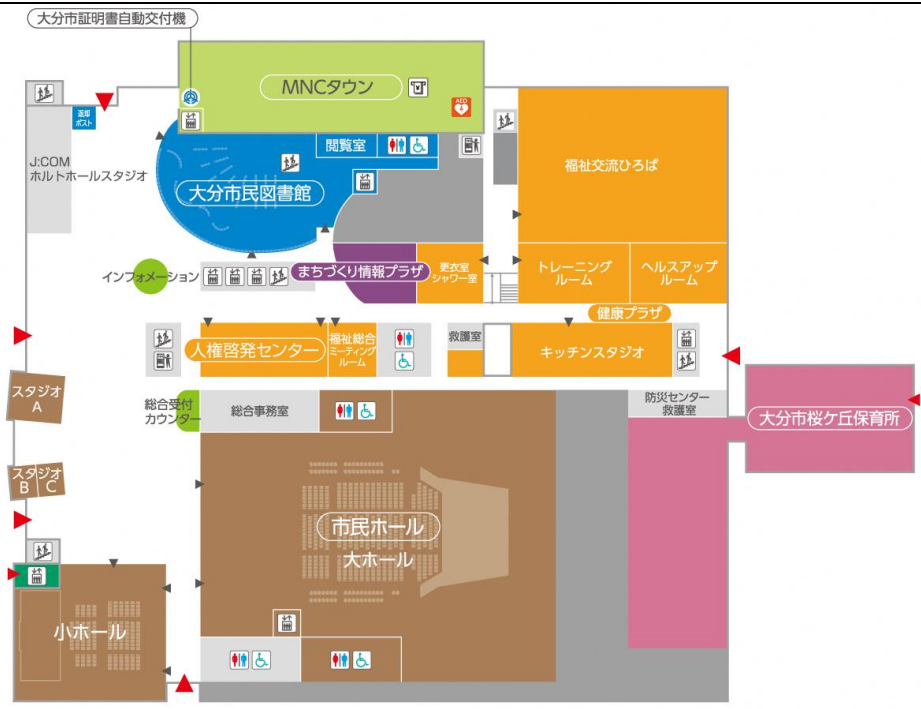 大分市証明書自動交付機
MNCタウン
AED
返却
ポスト
閲覧室
J:COM
ホルトホールスタジオ
大分市民図書館
福祉交流ひろば
インフォメーション
まちづくり情報プラザ
更衣室
シャワー室
トレーニング
ルーム
ヘルスアップ
ルーム
健康プラザ
人権啓発センター
福祉総合
ミーティング
ルーム
救護室
キッチンスタジオ
スタジオ
A
総合受付
カウンター
総合事務室
防災センター
救護室
大分市桜ケ丘保育所
スタジオ
B C
市民ホール
大ホール
小ホール